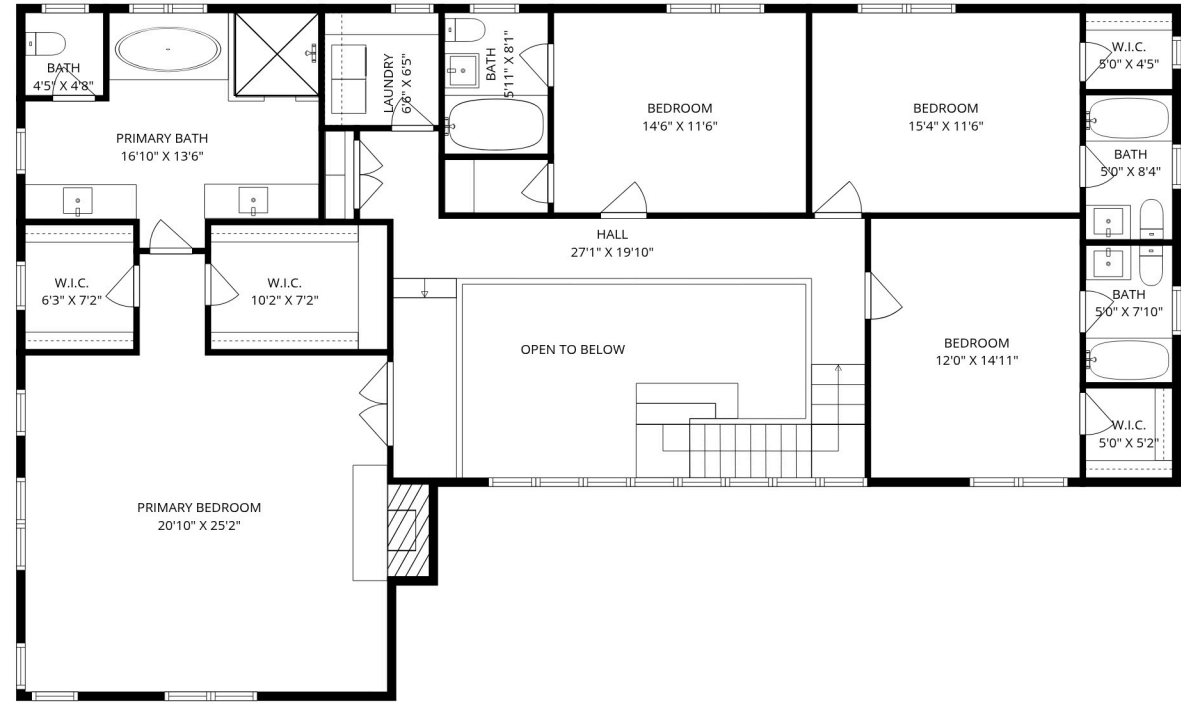 BATH
4'5" X 4'8"
PRIMARY BATH
16'10" X 13'6"
LAUNDRY
6'6" X 6'5"
BATH
5'11" X 8'1"
BEDROOM
14'6" X 11'6"
BEDROOM
15'4" X 11'6"
W.I.C.
5'0" X 4'5"
BATH
5'0" X 8'4"
W.I.C.
6'3" X 7'2"
W.I.C.
10'2" X 7'2"
HALL
27'1" X 19'10"
OPEN TO BELOW
BEDROOM
12'0" X 14'11"
BATH
5'0" X 7'10"
W.I.C.
5'0" X 5'2"
PRIMARY BEDROOM
20'10" X 25'2"